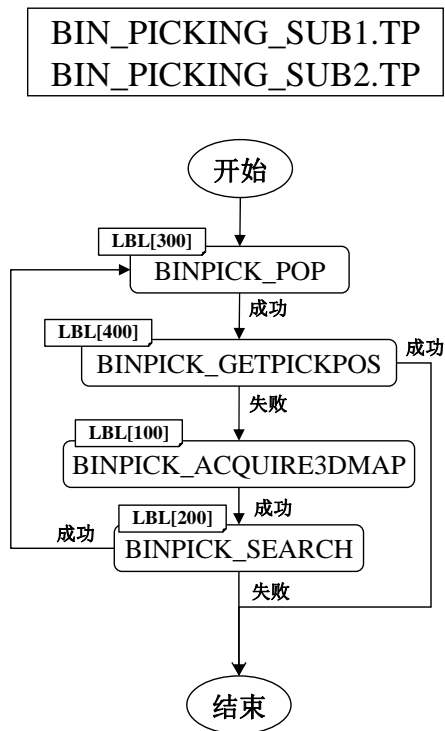 BIN_PICKING_SUB1.TP
BIN_PICKING_SUB2.TP
开始
LBL[300]
BINPICK_POP
成功
LBL[400]
BINPICK_GETPICKPOS
成功
失败
LBL[100]
BINPICK_ACQUIRE3DMAP
成功
LBL[200]
成功
BINPICK_SEARCH
失败
结束